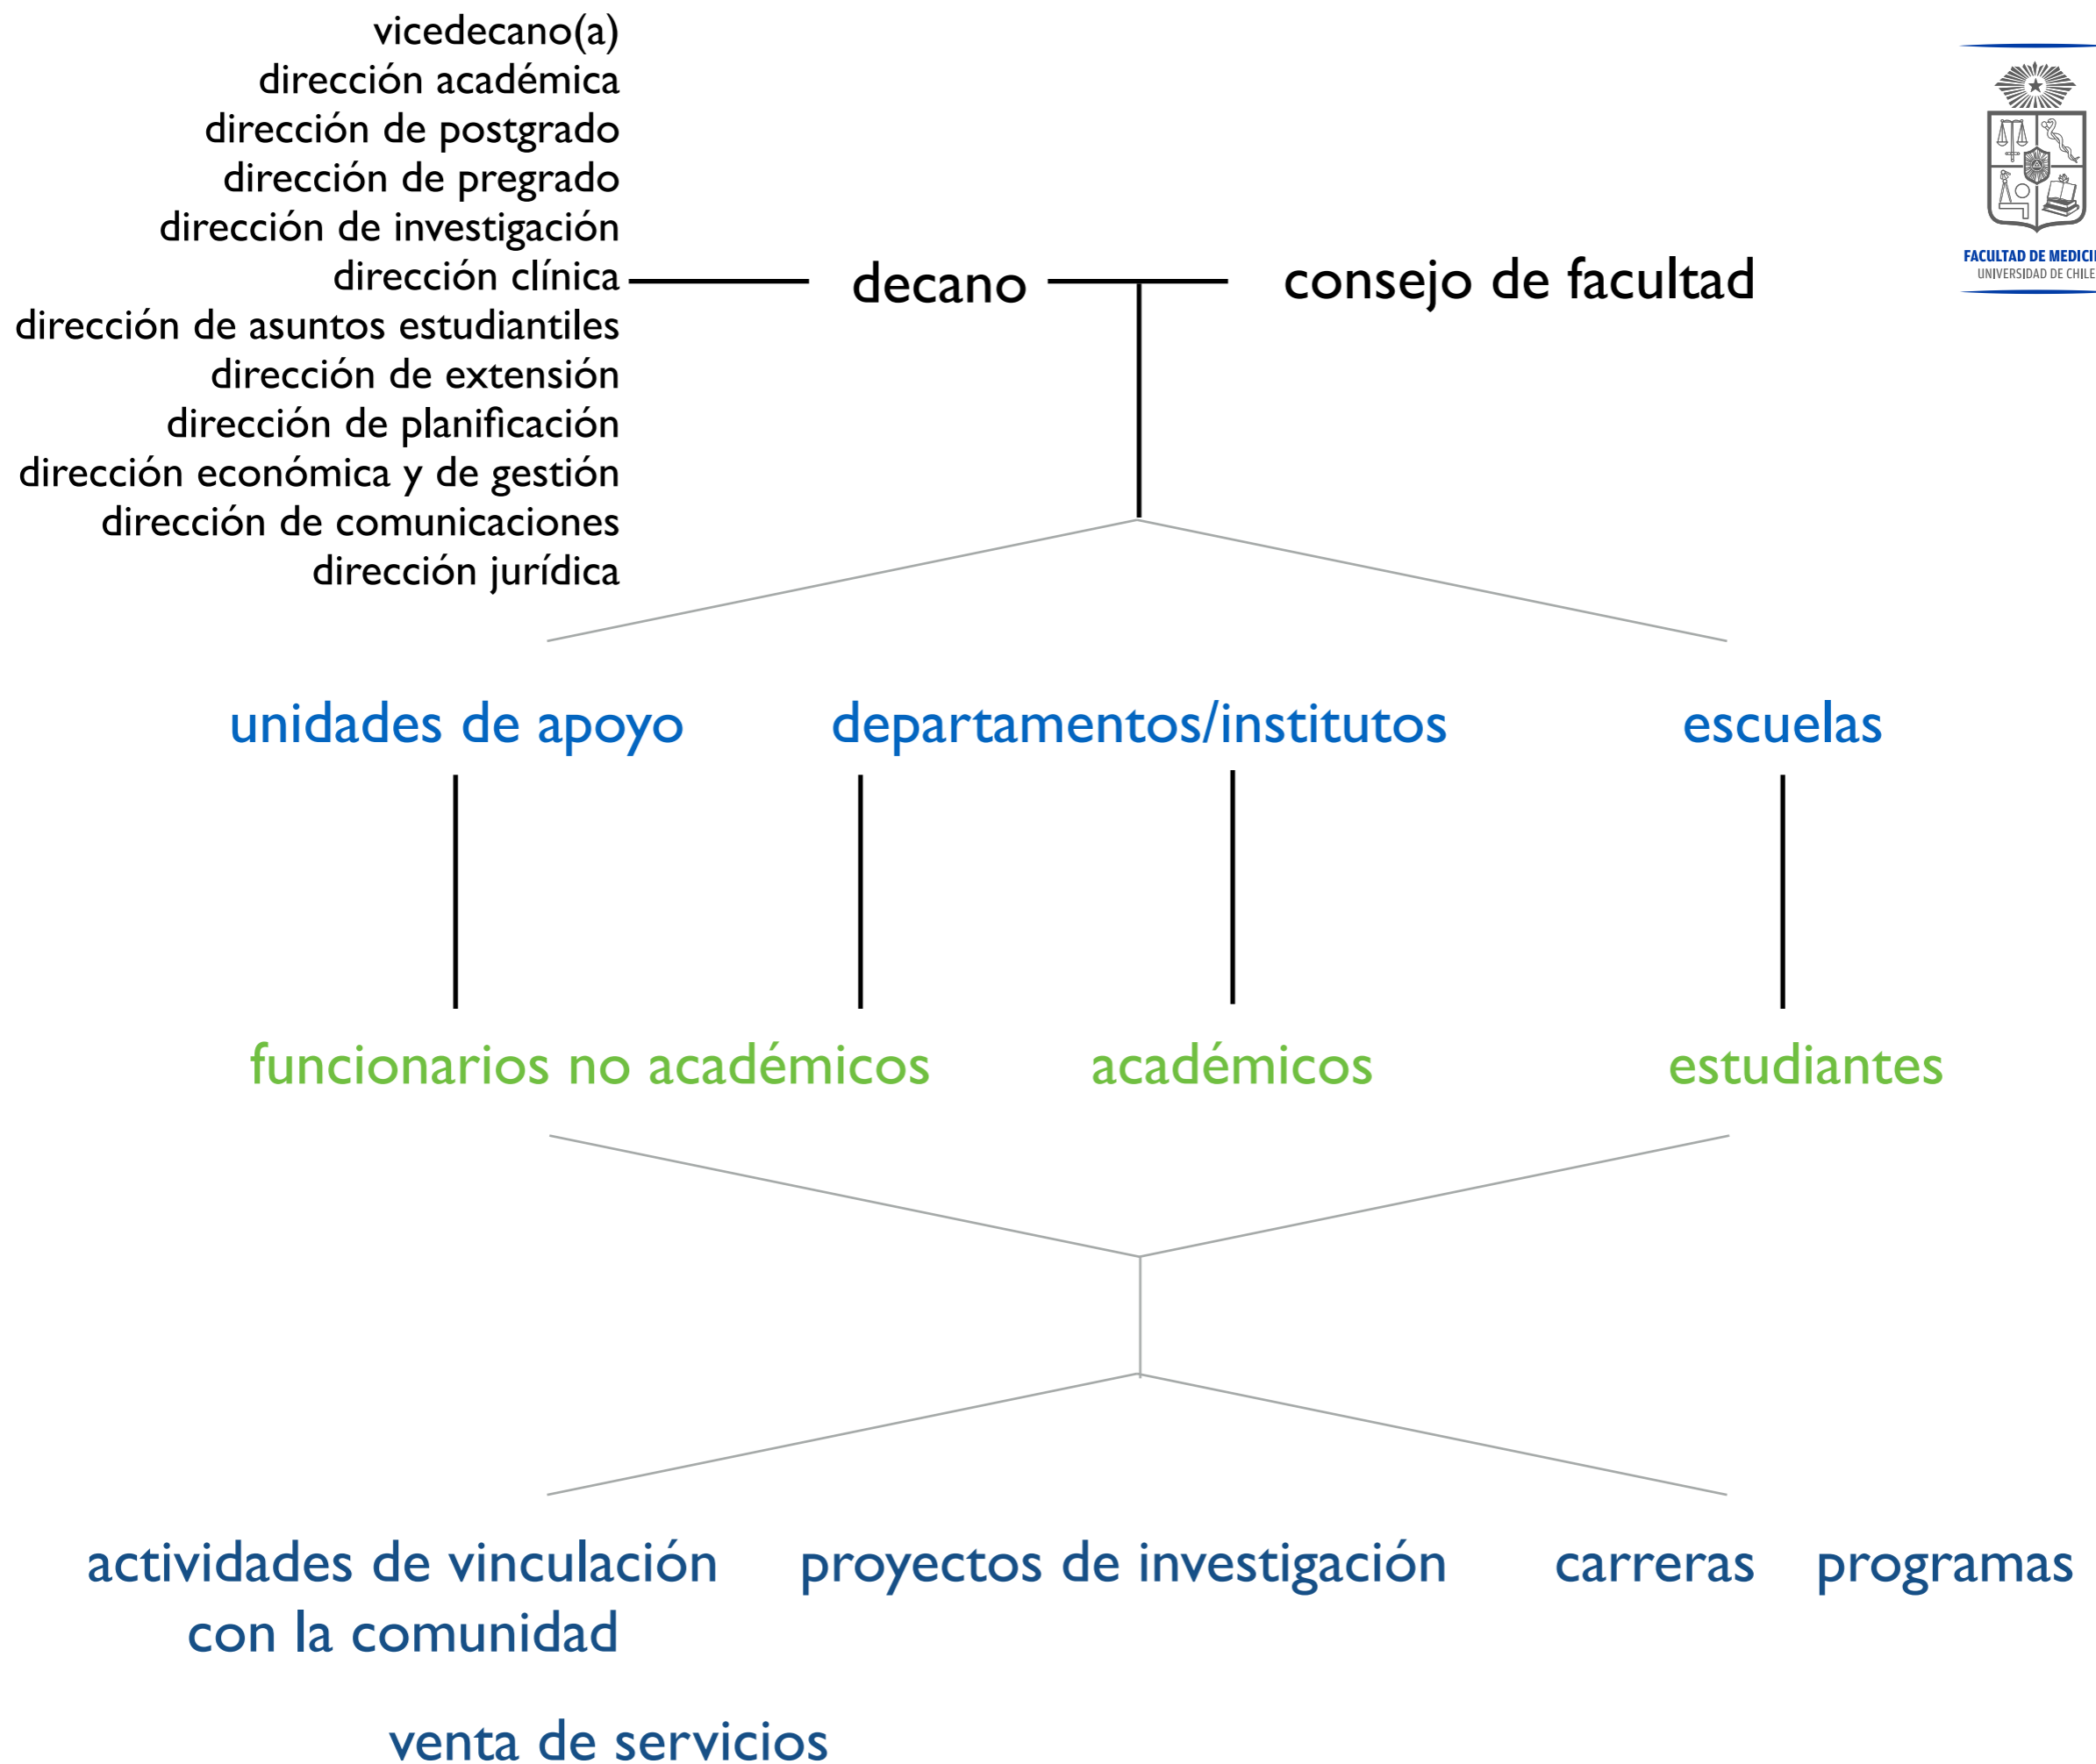 vicedecano(a)
dirección académica
dirección de postgrado
dirección de pregrado
dirección de investigación
dirección clínica
dirección de asuntos estudiantiles
dirección de extensión
dirección de planificación
dirección económica y de gestión
dirección de comunicaciones
dirección jurídica
decano
consejo de facultad
FACULTAD DE MEDICI
UNIVERSIDAD DE CHILE
unidades de apoyo
departamentos/institutos
escuelas
funcionarios no académicos
académicos
estudiantes
actividades de vinculación
con la comunidad
proyectos de investigación
carreras
programas
venta de servicios